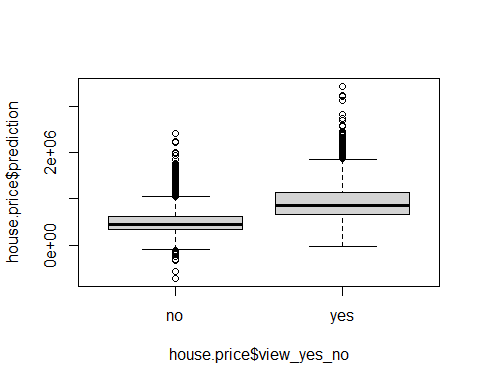 house.price$prediction
2e+06
0e+00
no yes
house.price$view_yes_no